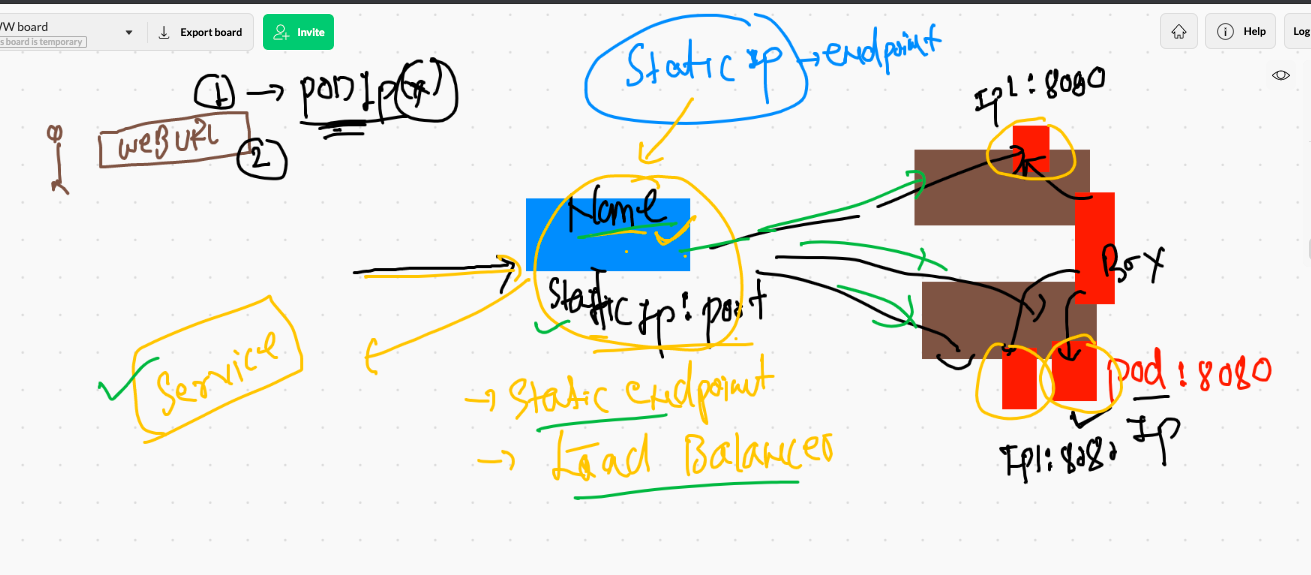 WW board
s board is temporary
Export board
Invite
Help
Log
Static IP → endpoint
① → POD Ip(x)
WEBURL
②
Ip1 : 8080
Name
Box
Static Ip : port
Service
→ Static endpoint
→ Load Balancer
pod : 8080
Ip
Ip1: 8080